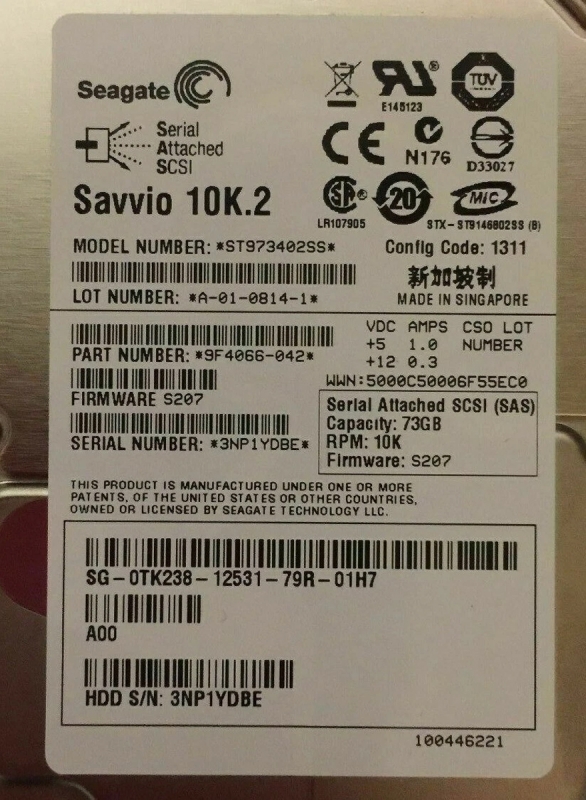 Seagate
Serial
Attached
SCSI
Savvio 10K.2
E145123
TUV
CE
N176
D33027
SA
20
MIC
LR107905
STX-ST9146802SS (B)
MODEL NUMBER: *ST973402SS*
Config Code: 1311
新加坡制
LOT NUMBER: *A-01-0814-1*
MADE IN SINGAPORE
VDC AMPS CSO LOT
+5 1.0 NUMBER
+12 0.3
PART NUMBER: *9F4066-042*
WWN:5000C50006F55EC0
FIRMWARE S207
SERIAL NUMBER: *3NP1YDBE*
Serial Attached SCSI (SAS)
Capacity: 73GB
RPM: 10K
Firmware: S207
THIS PRODUCT IS MANUFACTURED UNDER ONE OR MORE
PATENTS, OF THE UNITED STATES OR OTHER COUNTRIES,
OWNED OR LICENSED BY SEAGATE TECHNOLOGY LLC.
SG-0TK238-12531-79R-01H7
A00
HDD S/N: 3NP1YDBE
100446221